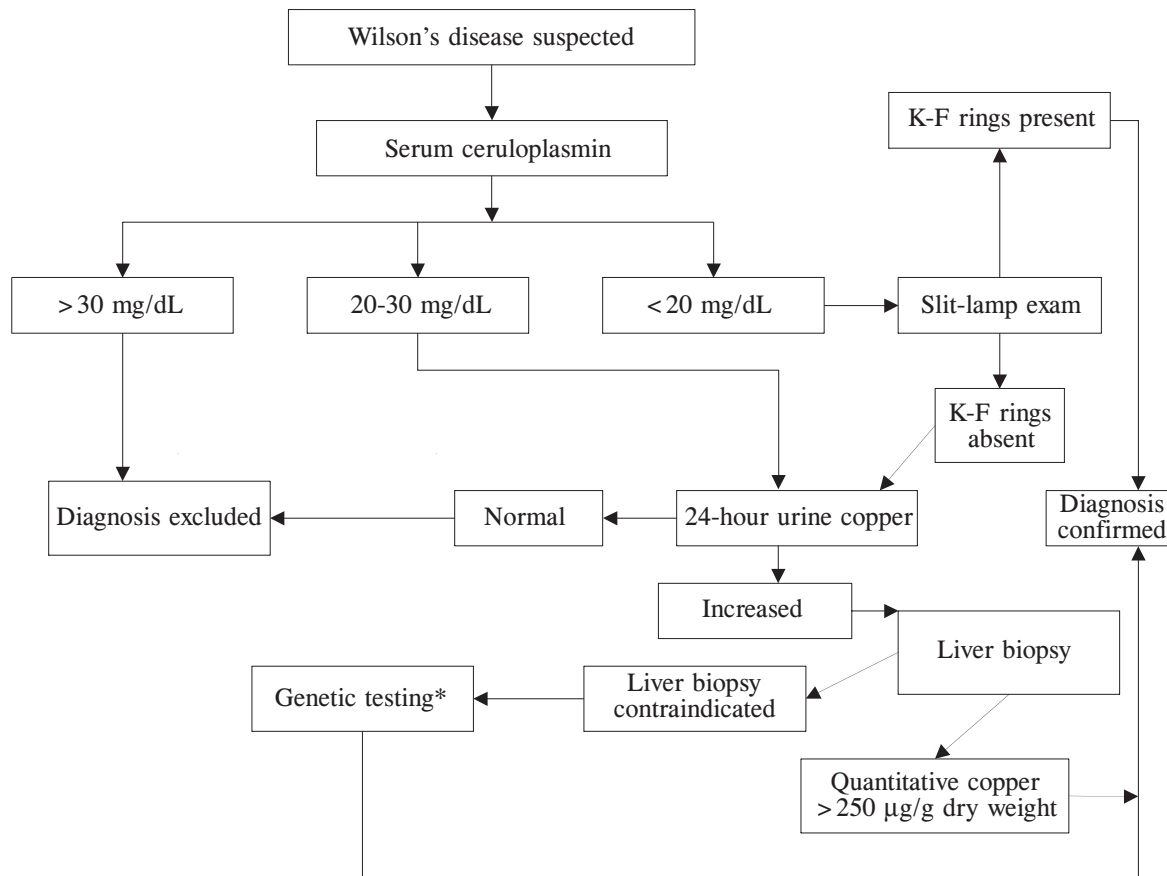 Wilson’s disease suspected
K-F rings present
Serum ceruloplasmin
>30 mg/dL
20-30 mg/dL
<20 mg/dL
Slit-lamp exam
K-F rings
absent
Diagnosis excluded
Normal
24-hour urine copper
Diagnosis
confirmed
Increased
Liver biopsy
Genetic testing*
Liver biopsy
contraindicated
Quantitative copper
>250 µg/g dry weight